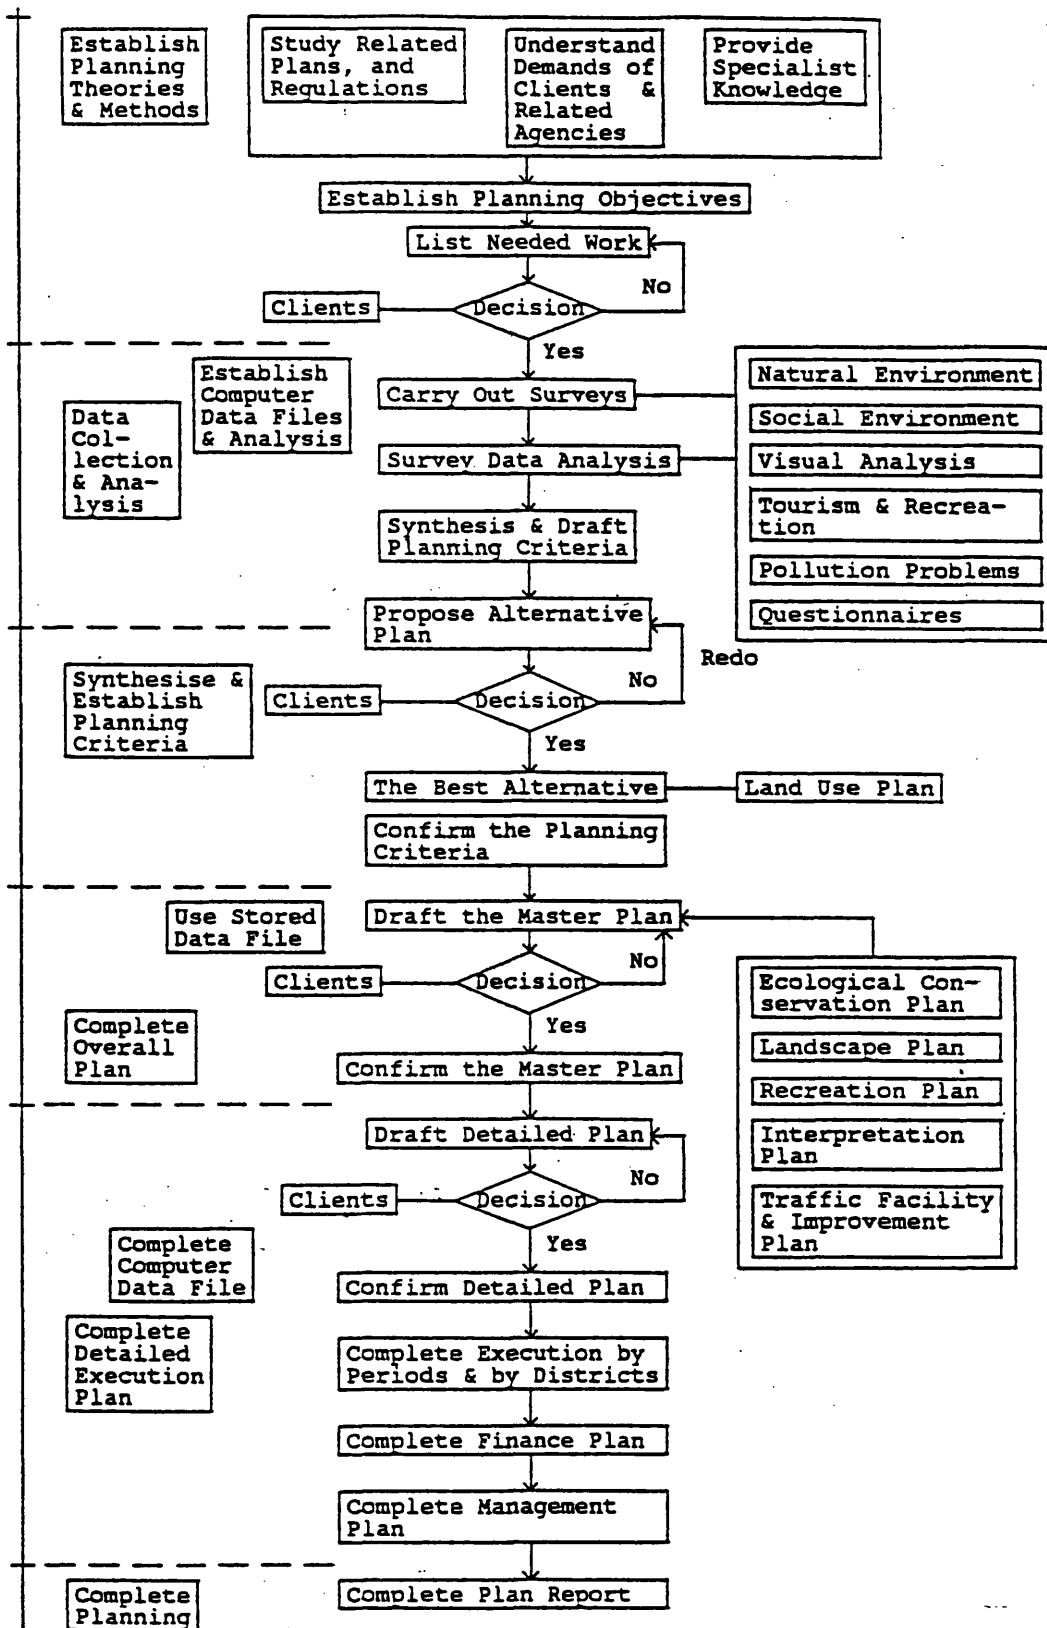 Establish
Planning
Theories
& Methods
Study Related
Plans, and
Regulations
Understand
Demands of
Clients &
Related
Agencies
Provide
Specialist
Knowledge
Establish Planning Objectives
List Needed Work
No
Clients
Decision
Yes
Establish
Computer
Data Files
& Analysis
Data
Col-
lection
& Ana-
lysis
Carry Out Surveys
Survey Data Analysis
Synthesis & Draft
Planning Criteria
Natural Environment
Social Environment
Visual Analysis
Tourism & Recrea-
tion
Pollution Problems
Questionnaires
Propose Alternative
Plan
Redo
No
Synthesise &
Establish
Planning
Criteria
Clients
Decision
Yes
The Best Alternative
Land Use Plan
Confirm the Planning
Criteria
Use Stored
Data File
Draft the Master Plan
No
Clients
Decision
Yes
Complete
Overall
Plan
Confirm the Master Plan
Ecological Con-
servation Plan
Landscape Plan
Recreation Plan
Interpretation
Plan
Traffic Facility
& Improvement
Plan
Draft Detailed Plan
No
Clients
Decision
Yes
Complete
Computer
Data File
Confirm Detailed Plan
Complete
Detailed
Execution
Plan
Complete Execution by
Periods & by Districts
Complete Finance Plan
Complete Management
Plan
Complete Plan Report
Complete
Planning